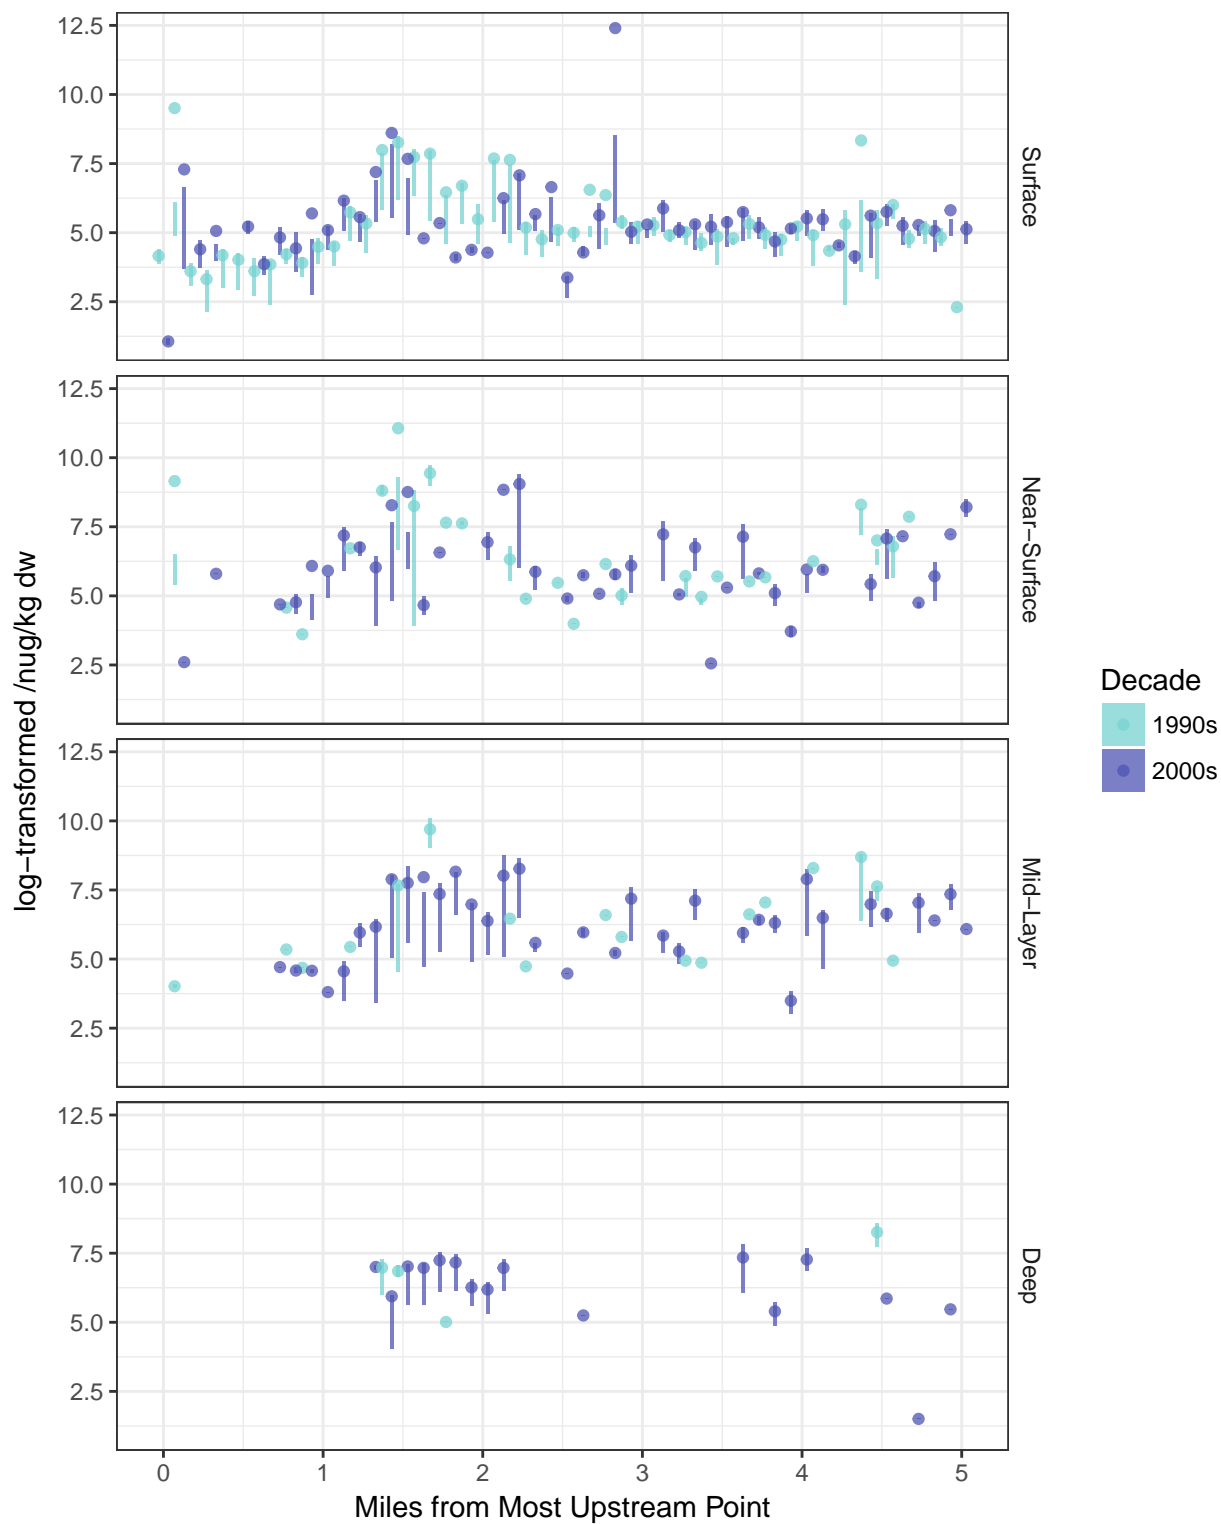 12.5
10.0
7.5
5.0
2.5
Surface
12.5
10.0
7.5
5.0
2.5
Near−Surface
12.5
10.0
7.5
5.0
2.5
Mid−Layer
12.5
10.0
7.5
5.0
2.5
Deep
0 1 2 3 4 5
Miles from Most Upstream Point
log−transformed /nug/kg dw
Decade
1990s
2000s